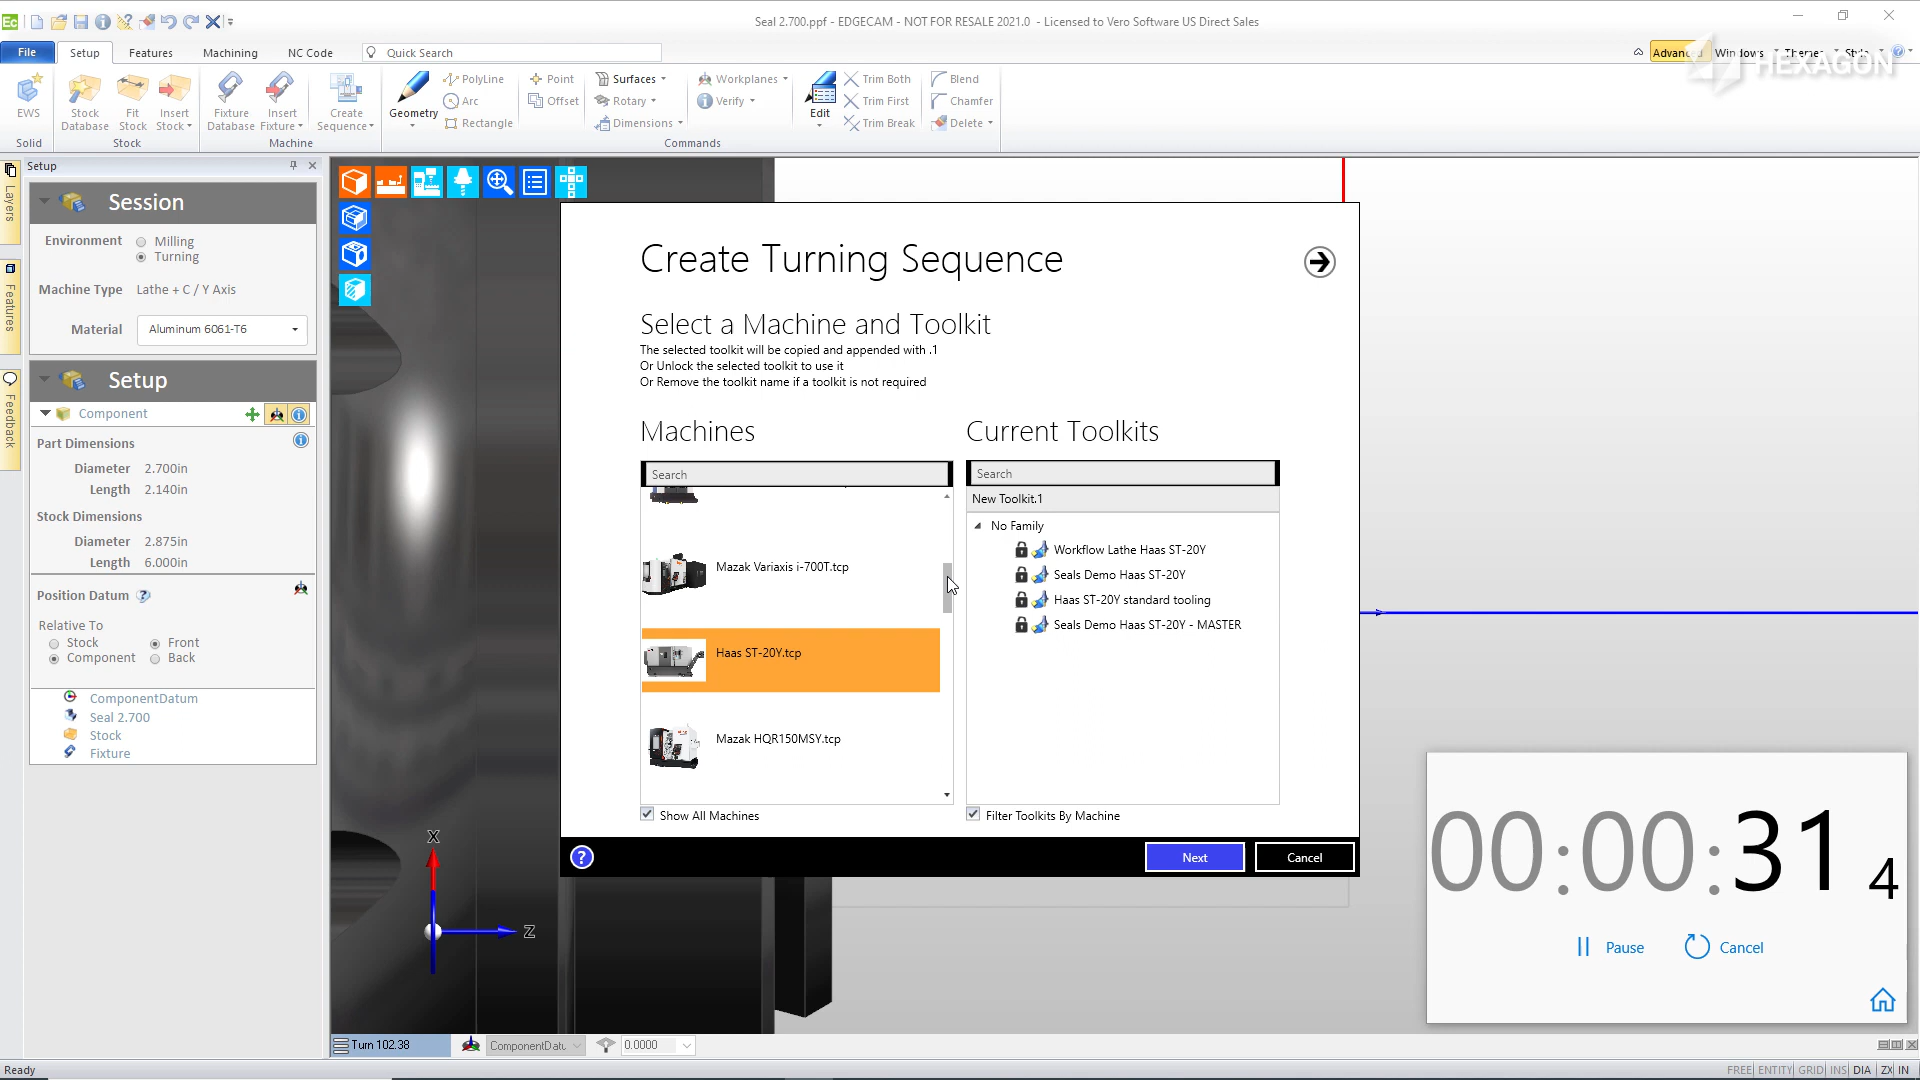 Ec
Seal 2.700.ppf - EDGECAM - NOT FOR RESALE 2021.0 - Licensed to Vero Software US Direct Sales
File
Setup
Features
Machining
NC Code
Quick Search
Advanced
Windows
Themes
Style
HEXAGON
EWS
Stock Database
Fit Stock
Insert Stock
Fixture Database
Insert Fixture
Create Sequence
Geometry
PolyLine
Arc
Rectangle
Point
Offset
Surfaces
Rotary
Dimensions
Workplanes
Verify
Edit
Trim Both
Trim First
Trim Break
Blend
Chamfer
Delete
Solid
Stock
Machine
Commands
Layers
Features
Feedback
Setup
Session
Environment
Milling
Turning
Machine Type Lathe + C / Y Axis
Material Aluminum 6061-T6
Setup
Component
Part Dimensions
Diameter 2.700in
Length 2.140in
Stock Dimensions
Diameter 2.875in
Length 6.000in
Position Datum
Relative To
Stock Front
Component Back
ComponentDatum
Seal 2.700
Stock
Fixture
X
Z
Create Turning Sequence
Select a Machine and Toolkit
The selected toolkit will be copied and appended with .1
Or Unlock the selected toolkit to use it
Or Remove the toolkit name if a toolkit is not required
Machines
Search
Mazak Variaxis i-700T.tcp
Haas ST-20Y.tcp
Mazak HQR150MSY.tcp
Show All Machines
Current Toolkits
Search
New Toolkit.1
No Family
Workflow Lathe Haas ST-20Y
Seals Demo Haas ST-20Y
Haas ST-20Y standard tooling
Seals Demo Haas ST-20Y - MASTER
Filter Toolkits By Machine
?
Next
Cancel
00:00:31 4
Pause
Cancel
Turn 102.38
ComponentDatu
0.0000
Ready
FREE ENTITY GRID INS DIA ZX IN